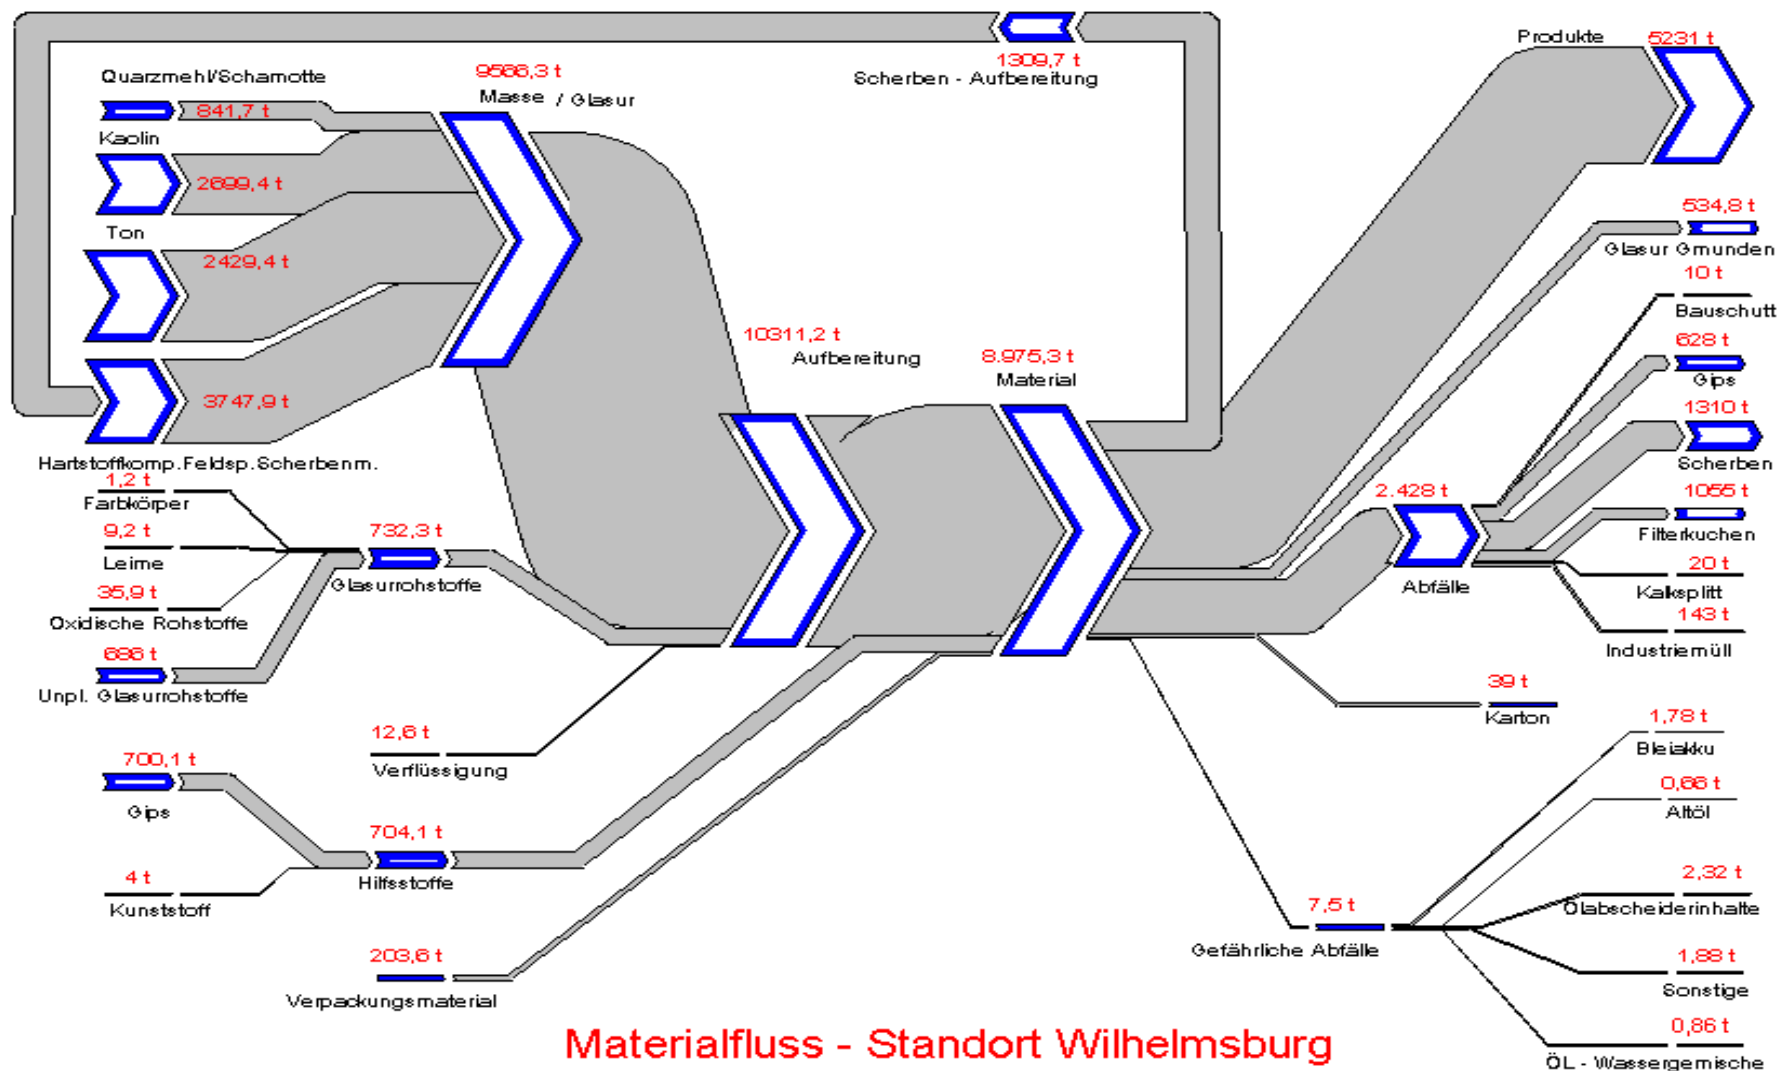 Quarzmehl/Schamotte
841,7 t
Kaolin
2699,4 t
Ton
2429,4 t
3747,9 t
Hartstoffkomp.Feldsp.Scherbenm.
9566,3 t
Masse / Glasur
1309,7 t
Scherben - Aufbereitung
Produkte
5231 t
534,8 t
Glasur Gmunden
10 t
Bauschutt
628 t
Gips
1310 t
Scherben
1055 t
Filterkuchen
20 t
Kalksplitt
143 t
Industriemüll
10311,2 t
Aufbereitung
8.975,3 t
Material
2.428 t
Abfälle
1,2 t
Farbkörper
9,2 t
Leime
35,9 t
Oxidische Rohstoffe
686 t
Unpl. Glasurrohstoffe
732,3 t
Glasurrohstoffe
12,6 t
Verflüssigung
700,1 t
Gips
704,1 t
Hilfsstoffe
4 t
Kunststoff
203,6 t
Verpackungsmaterial
39 t
Karton
1,78 t
Bleiakku
0,66 t
Altöl
2,32 t
Ölabscheiderinhalte
7,5 t
Gefährliche Abfälle
1,88 t
Sonstige
0,86 t
ÖL - Wassergemische
Materialfluss - Standort Wilhelmsburg